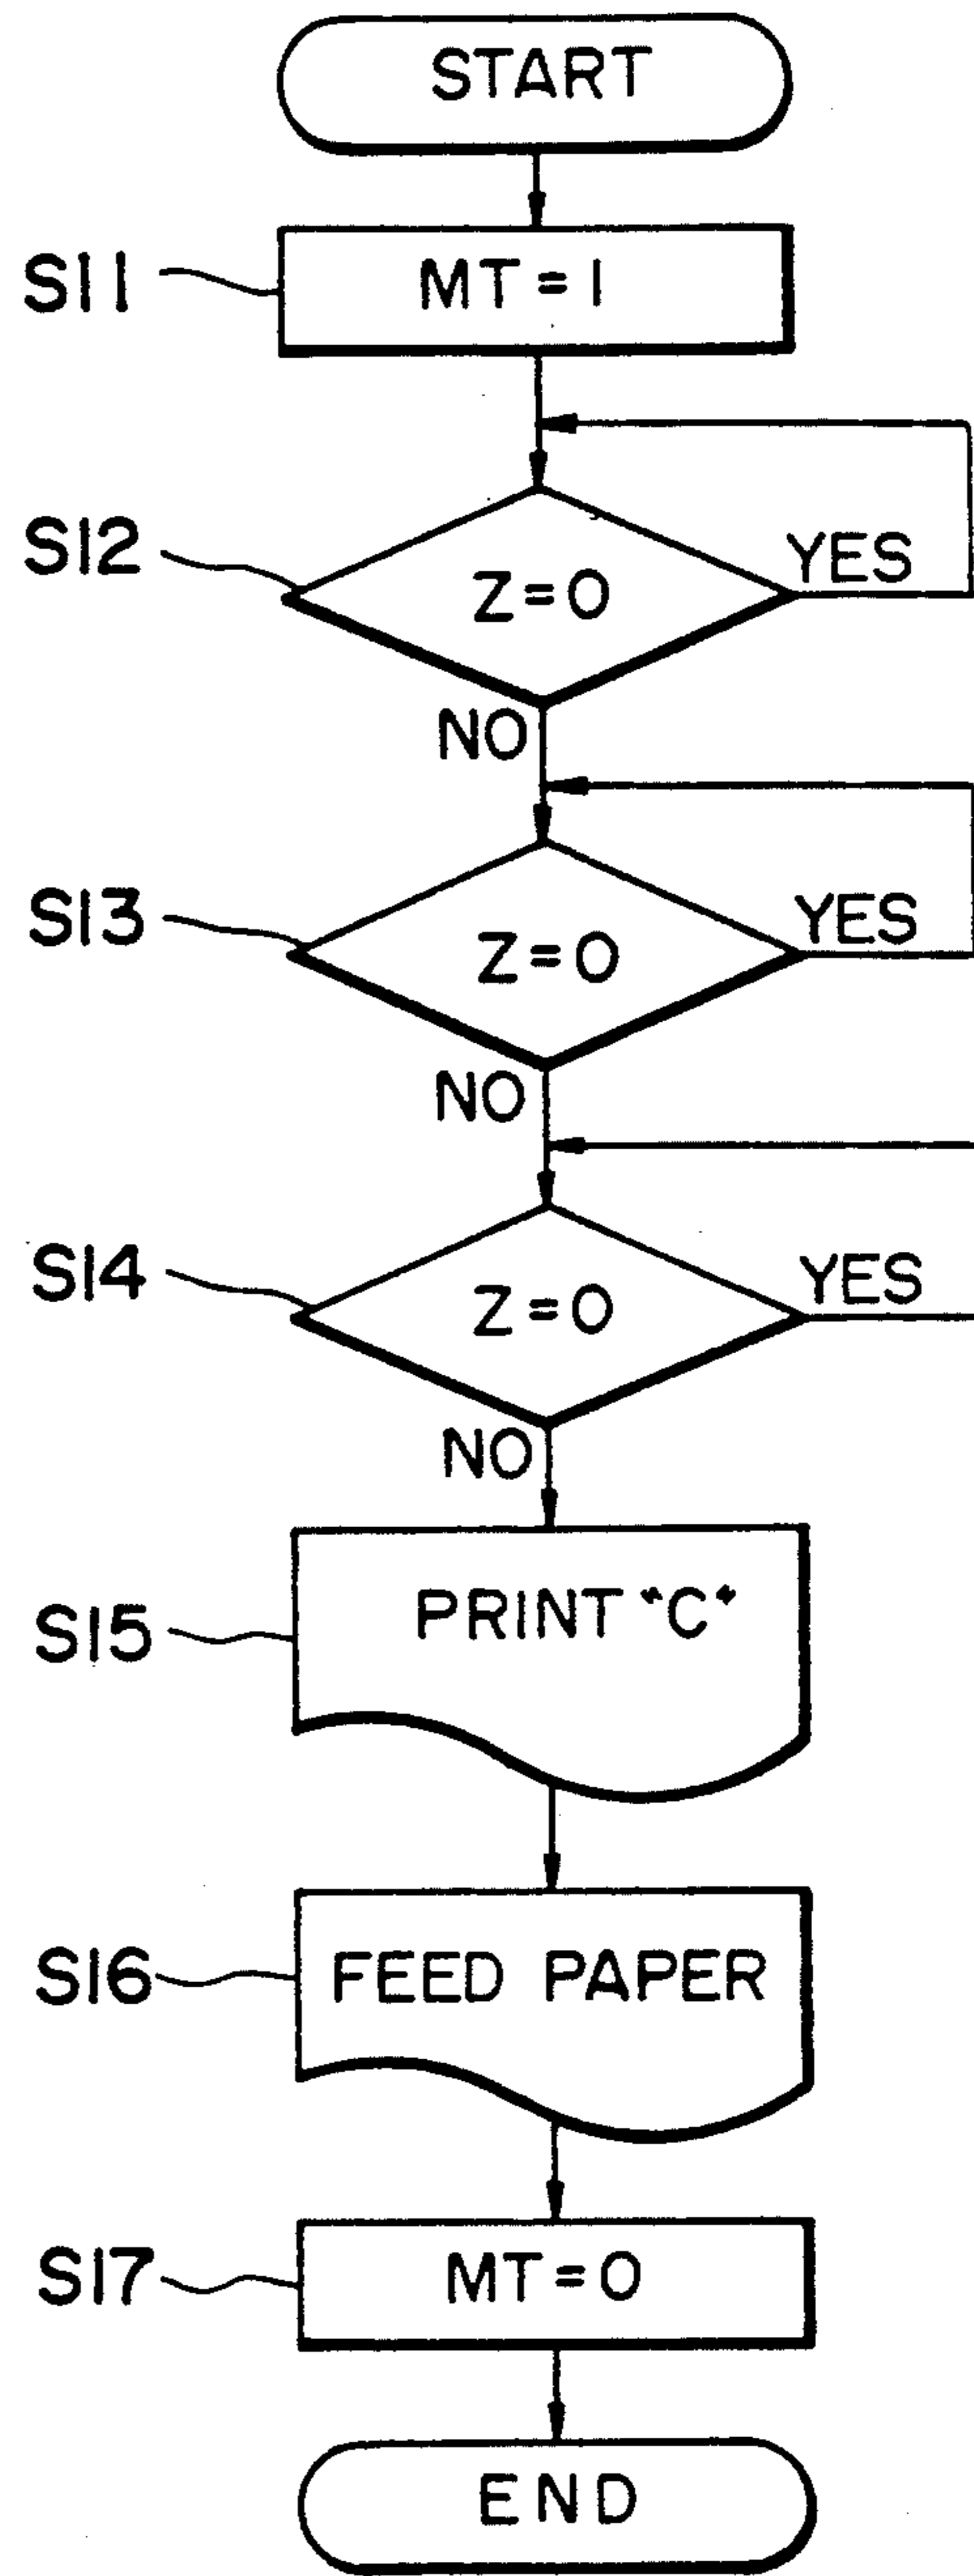 START
S11
MT = 1
S12
Z = 0
YES
NO
S13
Z = 0
YES
NO
S14
Z = 0
YES
NO
S15
PRINT "C"
S16
FEED PAPER
S17
MT = 0
END